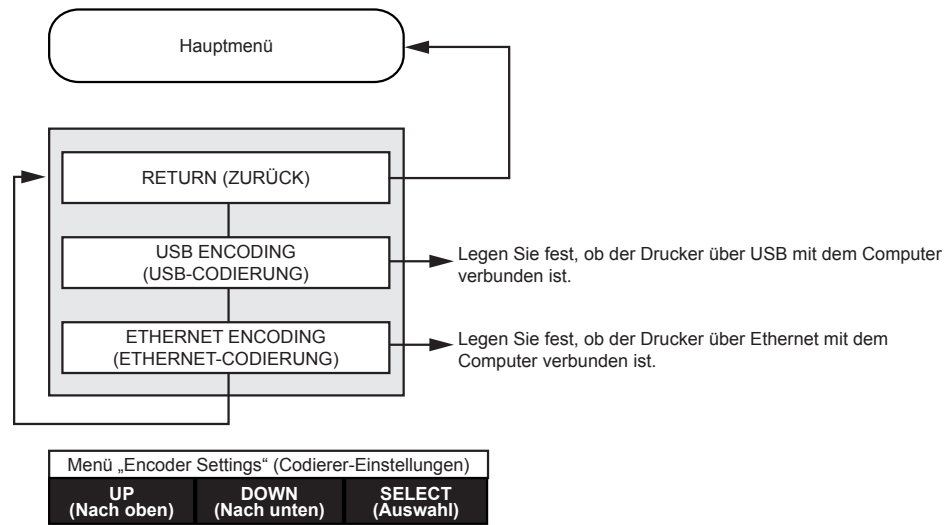 Hauptmenü
RETURN (ZURÜCK)
USB ENCODING
(USB-CODIERUNG)
Legen Sie fest, ob der Drucker über USB mit dem Computer
verbunden ist.
ETHERNET ENCODING
(ETHERNET-CODIERUNG)
Legen Sie fest, ob der Drucker über Ethernet mit dem
Computer verbunden ist.
Menü „Encoder Settings“ (Codierer-Einstellungen)
UP
(Nach oben)
DOWN
(Nach unten)
SELECT
(Auswahl)